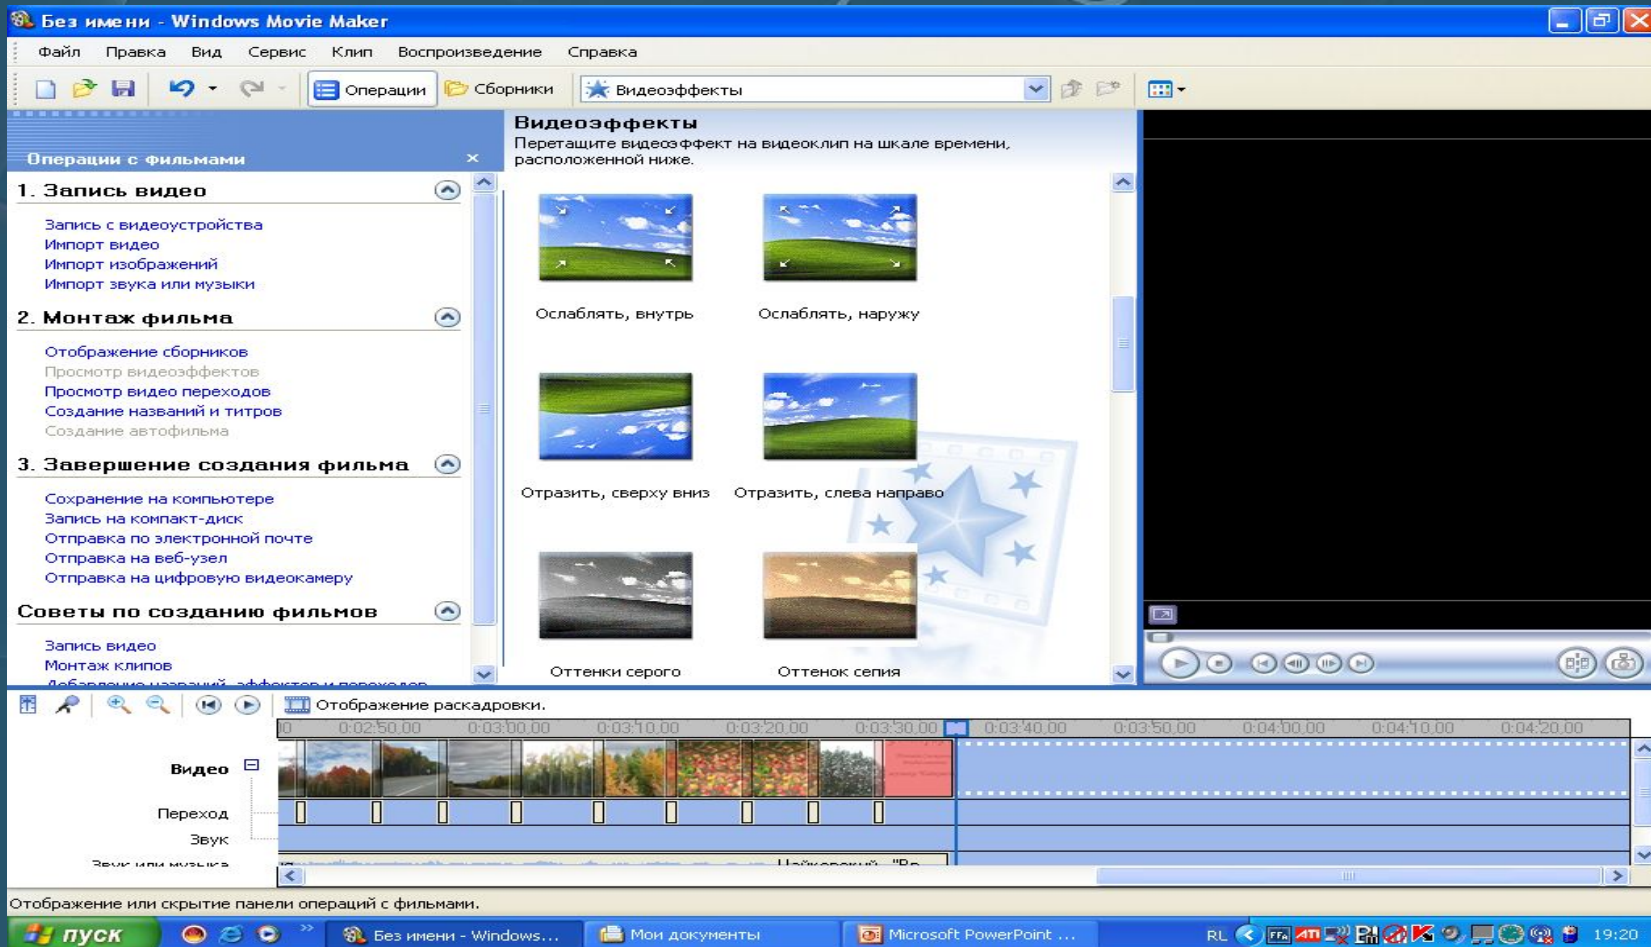 Без имени - Windows Movie Maker
Файл Правка Вид Сервис Клип Воспроизведение Справка
Операции Сборники Видеоэффекты
Операции с фильмами
1. Запись видео
Запись с видеоустройства
Импорт видео
Импорт изображений
Импорт звука или музыки
2. Монтаж фильма
Отображение сборников
Просмотр видеоэффектов
Просмотр видео переходов
Создание названий и титров
Создание автофильма
3. Завершение создания фильма
Сохранение на компьютере
Запись на компакт-диск
Отправка по электронной почте
Отправка на веб-узел
Отправка на цифровую видеокамеру
Советы по созданию фильмов
Запись видео
Монтаж клипов
Добавление названий, эффектов и переходов
Видеоэффекты
Перетащите видеоэффект на видеоклип на шкале времени,
расположенной ниже.
Ослаблять, внутрь Ослаблять, наружу
Отразить, сверху вниз Отразить, слева направо
Оттенки серого Оттенок сепия
Отображение раскадровки.
0:02:50,00 0:03:00,00 0:03:10,00 0:03:20,00 0:03:30,00 0:03:40,00 0:03:50,00 0:04:00,00 0:04:10,00 0:04:20,00
Видео
Переход
Звук
Звук или музыка
Отображение или скрытие панели операций с фильмами.
пуск Без имени - Windows... Мои документы Microsoft PowerPoint ... RL 19:20